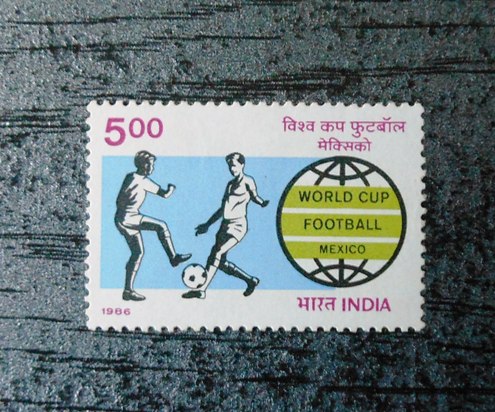 5.00
विश्व कप फुटबॉल
मेक्सिको
WORLD CUP
FOOTBALL
MEXICO
1986
भारत INDIA